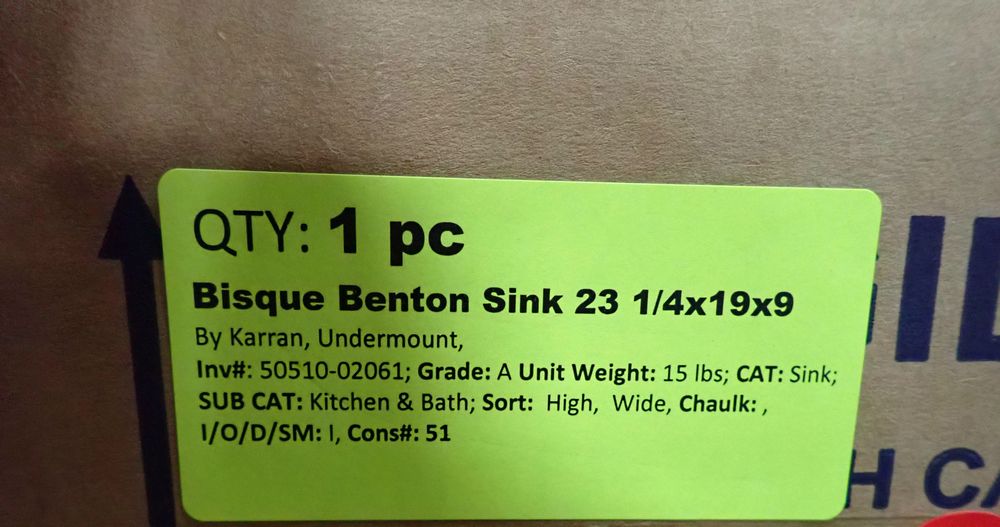 QTY: 1 pc
Bisque Benton Sink 23 1/4x19x9
By Karran, Undermount,
Inv#: 50510-02061; Grade: A Unit Weight: 15 lbs; CAT: Sink;
SUB CAT: Kitchen & Bath; Sort:  High,  Wide, Chaulk: ,
I/O/D/SM: I, Cons#: 51